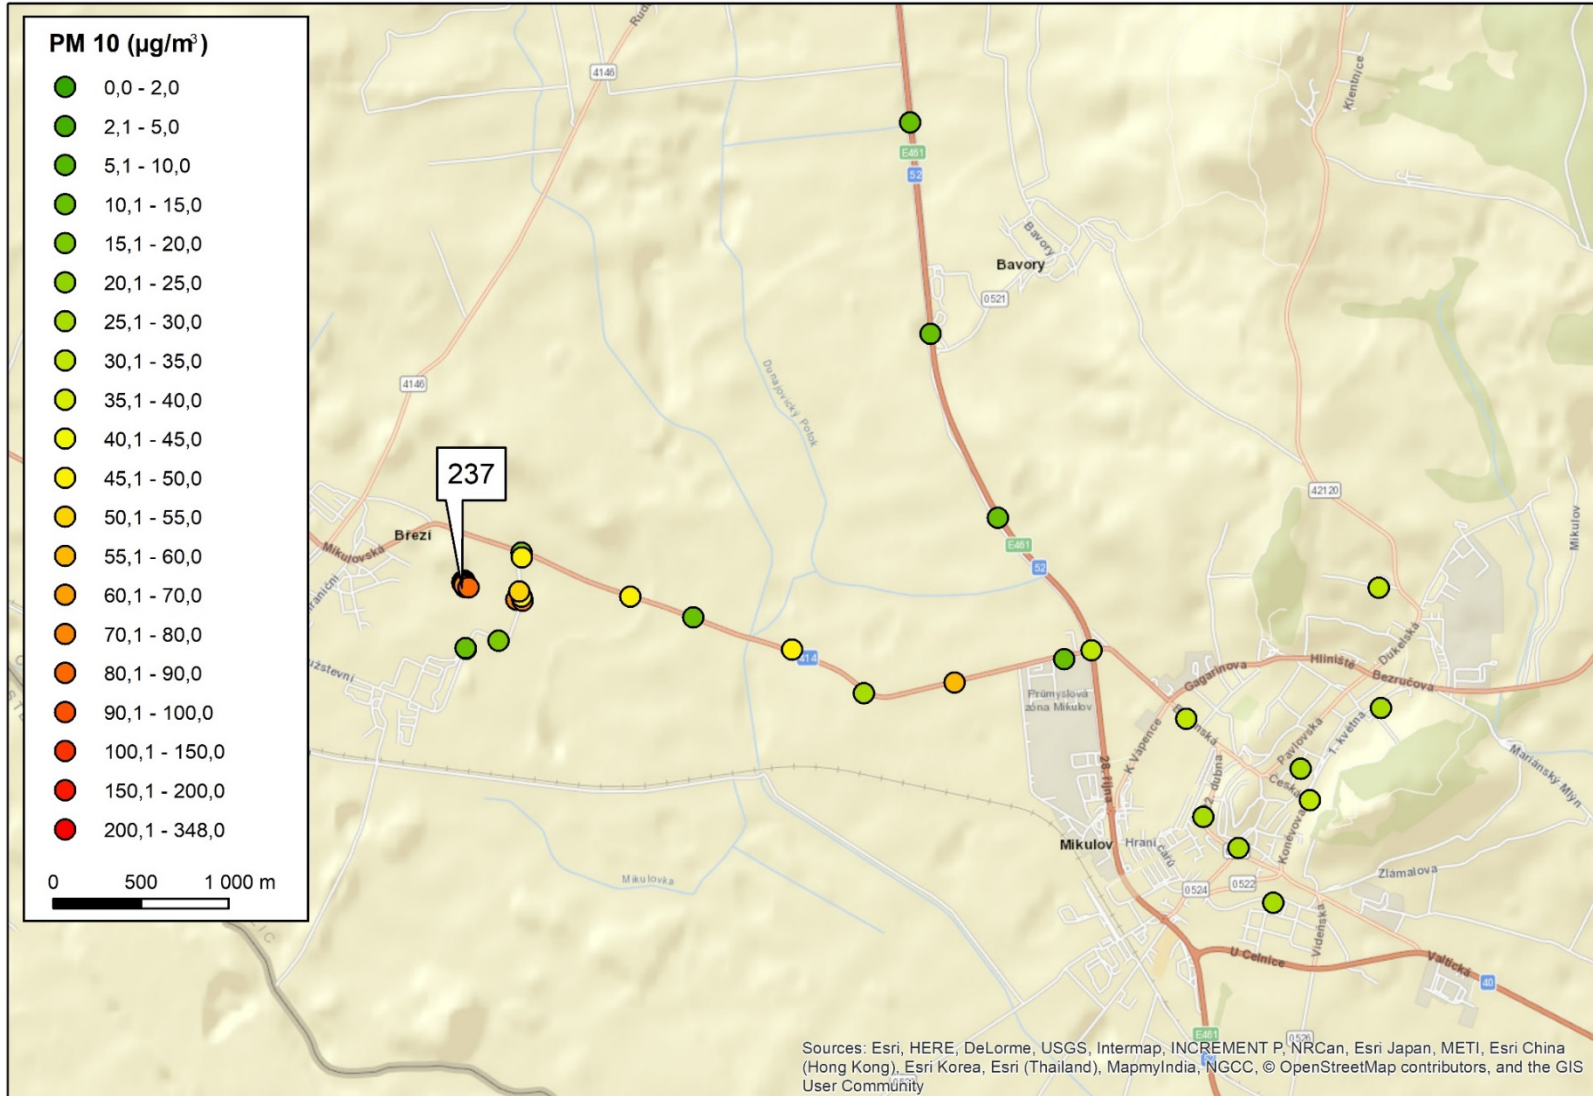 PM 10 (µg/m³)
0,0 - 2,0
2,1 - 5,0
5,1 - 10,0
10,1 - 15,0
15,1 - 20,0
20,1 - 25,0
25,1 - 30,0
30,1 - 35,0
35,1 - 40,0
40,1 - 45,0
45,1 - 50,0
50,1 - 55,0
55,1 - 60,0
60,1 - 70,0
70,1 - 80,0
80,1 - 90,0
90,1 - 100,0
100,1 - 150,0
150,1 - 200,0
200,1 - 348,0
0 500 1 000 m
4146
Klentnice
E461
52
Bavory
Bavory
0521
Dunajovický Potok
4146
237
42120
Mikulov
Březí
Mikulovská
E461
52
Dukelská
Hliniště
Gagarinova
Bezručova
414
Průmyslová
zóna Mikulov
K Vápence
Pavlovská
1. května
Mariánský Mlýn
28. října
2. dubna
Česká
Koněvova
Mikulov
Mikulovka
Zlámalova
0524
0522
Vídeňská
U Celnice
Valtická
40
E461
0526
Sources: Esri, HERE, DeLorme, USGS, Intermap, INCREMENT P, NRCan, Esri Japan, METI, Esri China
(Hong Kong), Esri Korea, Esri (Thailand), MapmyIndia, NGCC, © OpenStreetMap contributors, and the GIS
User Community